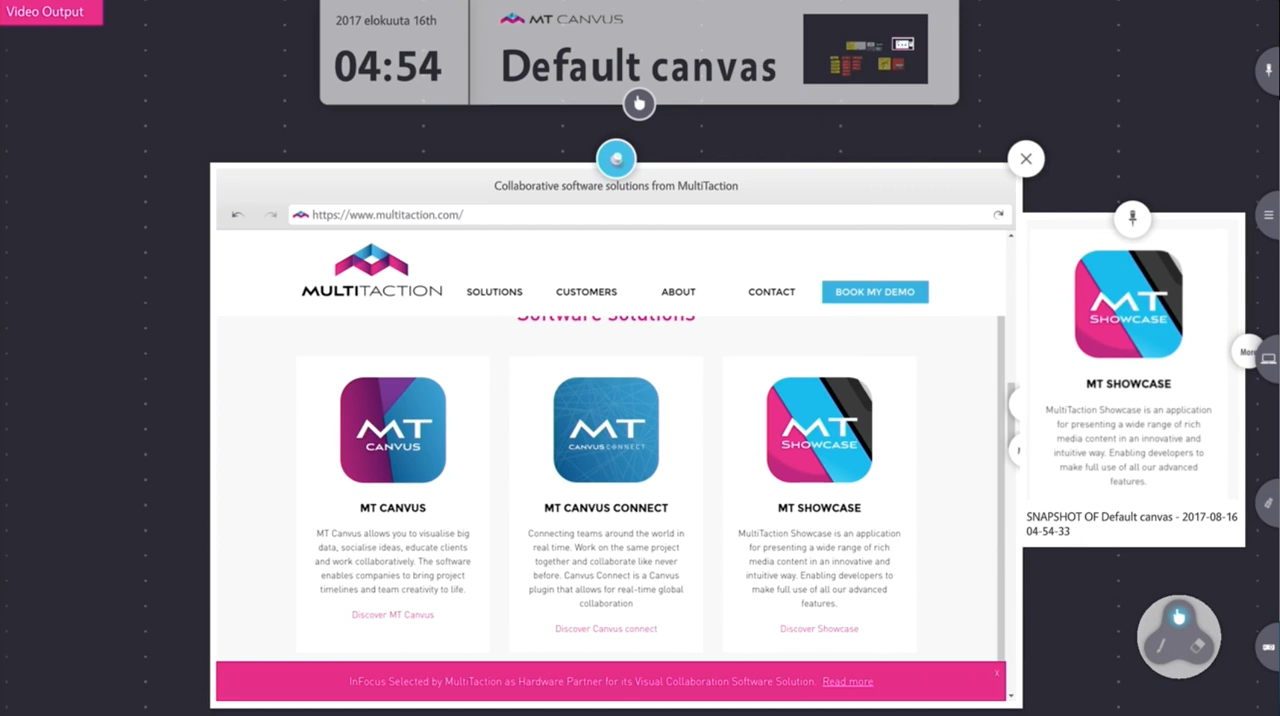 Video Output
2017 elokuuta 16th
04:54
MT CANVUS
Default canvas
Collaborative software solutions from MultiTaction
https://www.multitaction.com/
MULTITACTION
SOLUTIONS
CUSTOMERS
ABOUT
CONTACT
BOOK MY DEMO
Software solutions
MT
CANVUS
MT CANVUS
MT Canvus allows you to visualise big
data, socialise ideas, educate clients
and work collaboratively. The software
enables companies to bring project
timelines and team creativity to life.
Discover MT Canvus
MT
CANVUS CONNECT
MT CANVUS CONNECT
Connecting teams around the world in
real time. Work on the same project
together and collaborate like never
before. Canvus Connect is a Canvus
plugin that allows for real-time global
collaboration
Discover Canvus connect
MT
SHOWCASE
MT SHOWCASE
MultiTaction Showcase is an application
for presenting a wide range of rich
media content in an innovative and
intuitive way. Enabling developers to
make full use of all our advanced
features.
Discover Showcase
InFocus Selected by MultiTaction as Hardware Partner for its Visual Collaboration Software Solution. Read more
x
MT
SHOWCASE
MT SHOWCASE
MultiTaction Showcase is an application
for presenting a wide range of rich
media content in an innovative and
intuitive way. Enabling developers to
make full use of all our advanced
features.
SNAPSHOT OF Default canvas - 2017-08-16
04-54-33
More